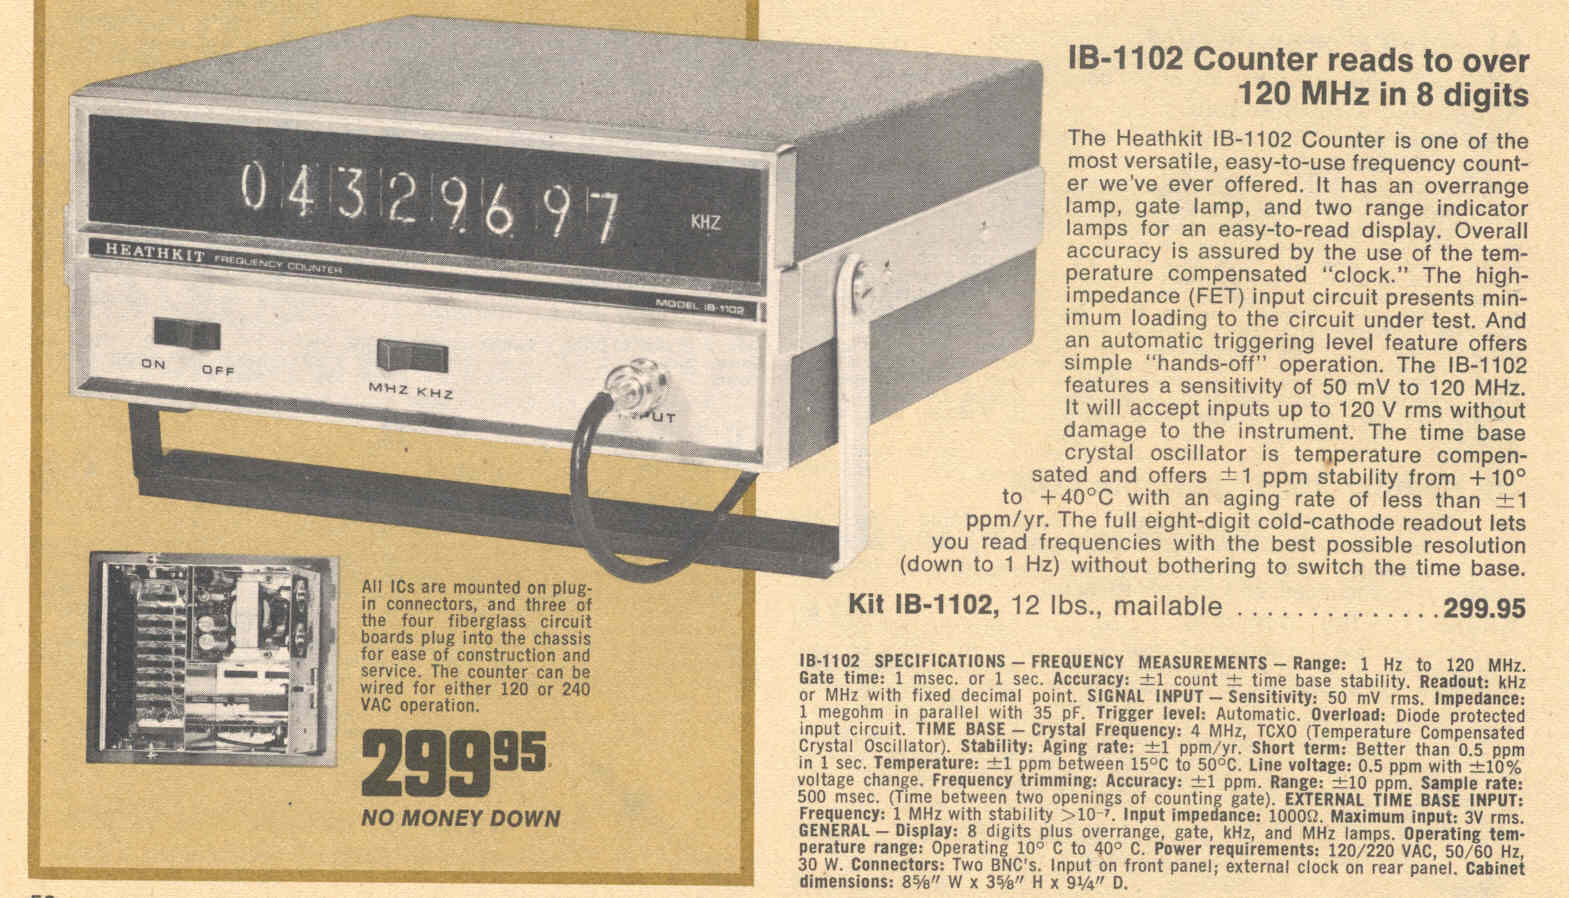 04329697
KHZ
HEATHKIT FREQUENCY COUNTER
MODEL IB-1102
ON OFF
MHZ KHZ
INPUT
All ICs are mounted on plug-
in connectors, and three of
the four fiberglass circuit
boards plug into the chassis
for ease of construction and
service. The counter can be
wired for either 120 or 240
VAC operation.
299 95
NO MONEY DOWN
IB-1102 Counter reads to over
120 MHz in 8 digits
The Heathkit IB-1102 Counter is one of the
most versatile, easy-to-use frequency count-
er we've ever offered. It has an overrange
lamp, gate lamp, and two range indicator
lamps for an easy-to-read display. Overall
accuracy is assured by the use of the tem-
perature compensated "clock." The high-
impedance (FET) input circuit presents min-
imum loading to the circuit under test. And
an automatic triggering level feature offers
simple "hands-off" operation. The IB-1102
features a sensitivity of 50 mV to 120 MHz.
It will accept inputs up to 120 V rms without
damage to the instrument. The time base
crystal oscillator is temperature compen-
sated and offers ±1 ppm stability from +10°
to +40°C with an aging rate of less than ±1
ppm/yr. The full eight-digit cold-cathode readout lets
you read frequencies with the best possible resolution
(down to 1 Hz) without bothering to switch the time base.
Kit IB-1102, 12 lbs., mailable . . . . . . . . . . . . . . . 299.95
IB-1102 SPECIFICATIONS — FREQUENCY MEASUREMENTS — Range: 1 Hz to 120 MHz.
Gate time: 1 msec. or 1 sec. Accuracy: ±1 count ± time base stability. Readout: kHz
or MHz with fixed decimal point. SIGNAL INPUT — Sensitivity: 50 mV rms. Impedance:
1 megohm in parallel with 35 pF. Trigger level: Automatic. Overload: Diode protected
input circuit. TIME BASE — Crystal Frequency: 4 MHz, TCXO (Temperature Compensated
Crystal Oscillator). Stability: Aging rate: ±1 ppm/yr. Short term: Better than 0.5 ppm
in 1 sec. Temperature: ±1 ppm between 15°C to 50°C. Line voltage: 0.5 ppm with ±10%
voltage change. Frequency trimming: Accuracy: ±1 ppm. Range: ±10 ppm. Sample rate:
500 msec. (Time between two openings of counting gate). EXTERNAL TIME BASE INPUT:
Frequency: 1 MHz with stability >10⁻⁷. Input impedance: 1000Ω. Maximum input: 3V rms.
GENERAL — Display: 8 digits plus overrange, gate, kHz, and MHz lamps. Operating tem-
perature range: Operating 10° C to 40° C. Power requirements: 120/220 VAC, 50/60 Hz,
30 W. Connectors: Two BNC's. Input on front panel; external clock on rear panel. Cabinet
dimensions: 8⅝" W x 3⅝" H x 9¼" D.